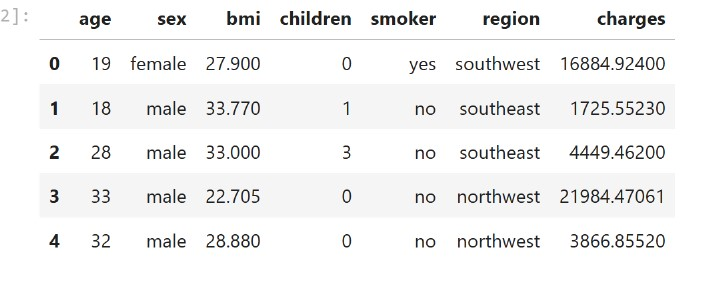 2]:
age sex bmi children smoker region charges
0 19 female 27.900 0 yes southwest 16884.92400
1 18 male 33.770 1 no southeast 1725.55230
2 28 male 33.000 3 no southeast 4449.46200
3 33 male 22.705 0 no northwest 21984.47061
4 32 male 28.880 0 no northwest 3866.85520